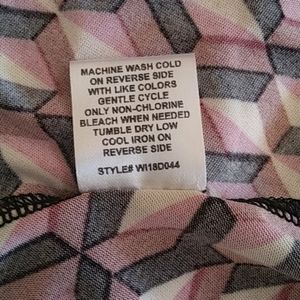 MACHINE WASH COLD
ON REVERSE SIDE
WITH LIKE COLORS
GENTLE CYCLE
ONLY NON-CHLORINE
BLEACH WHEN NEEDED
TUMBLE DRY LOW
COOL IRON ON
REVERSE SIDE
STYLE# WI18D044